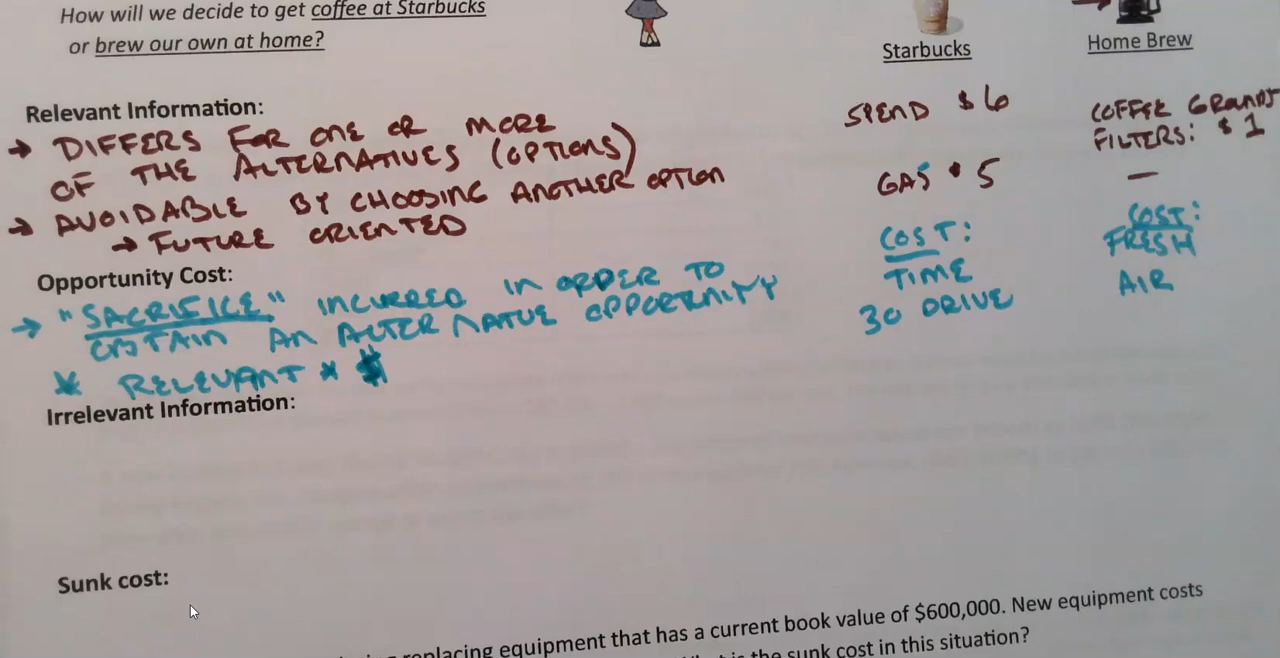 How will we decide to get coffee at Starbucks
or brew our own at home?
Starbucks
Home Brew
Relevant Information:
→ DIFFERS FOR ONE OR MORE
OF THE ALTERNATIVES (OPTIONS)
→ AVOIDABLE BY CHOOSING ANOTHER OPTION
→ FUTURE ORIENTED
SPEND $6
GAS $5
COFFEE GROUNDS
FILTERS: $1
—
Opportunity Cost:
→ "SACRIFICE" INCURRED IN ORDER TO
OBTAIN AN ALTERNATIVE OPPORTUNITY
* RELEVANT * $
COST:
TIME
30 DRIVE
COST:
FRESH
AIR
Irrelevant Information:
Sunk cost:
replacing equipment that has a current book value of $600,000. New equipment costs
is the sunk cost in this situation?